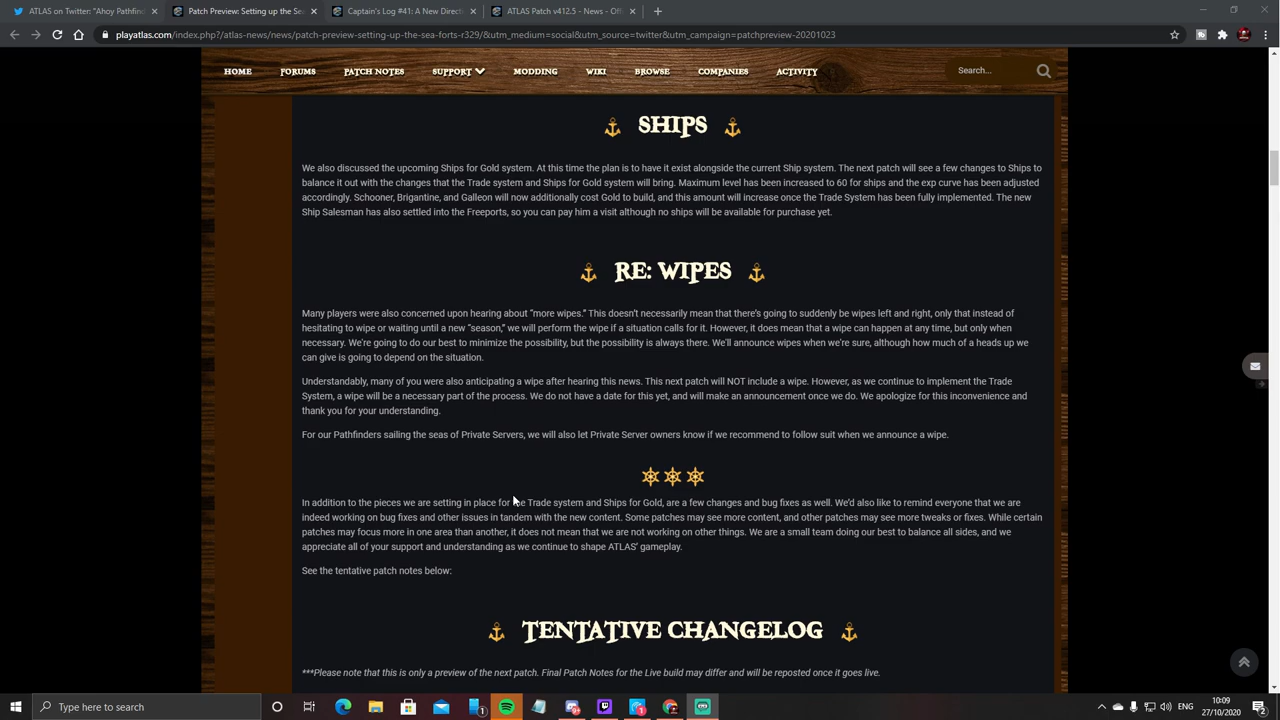 ATLAS on Twitter: "Ahoy Pathfin
Patch Preview - Setting Up the S
Captain's Log #41: A New Directi
ATLAS Patch v412.5 - Official
playatlas.com/index.php?/atlas-news/news/patch-preview-setting-up-the-sea-forts-r329/&utm_medium=social&utm_source=twitter&utm_campaign=patchpreview-20201023
HOME FORUMS PATCH NOTES SUPPORT MODDING WIKI BROWSE COMPANIES ACTIVITY Search...
SHIPS
We also discussed the upcoming Ships for Gold system. At this time the plan is to have it exist alongside the current Ship system. The next patch will see a few changes to Ships to
balance it out with the changes that the Trade system and Ships for Gold system will bring. Maximum level has been increased to 60 for ships and the exp curve has been adjusted
accordingly. Schooner, Brigantine, and Galleon will now additionally cost Gold to build, and this amount will increase once the Trade System has been fully implemented. The new
Ship Salesman has also settled into the Freeports, so you can pay him a visit although no ships will be available for purchase yet.
RE: WIPES
Many players were also concerned upon hearing about "more wipes." This doesn't necessarily mean that there's going to suddenly be wipes left and right, only that instead of
hesitating to wipe or waiting until a new "season," we will perform the wipe if a situation calls for it. However, it does mean that a wipe can happen at any time, but only when
necessary. We're going to do our best to minimize the possibility, but the possibility is always there. We'll announce wipes when we're sure, although how much of a heads up we
can give is going to depend on the situation.
Understandably, many of you were also anticipating a wipe after hearing this news. This next patch will NOT include a wipe. However, as we continue to implement the Trade
System, a wipe will be a necessary part of the process. We do not have a date for this yet, and will make an announcement once we do. We apologize for this inconvenience and
thank you for your understanding.
For our Pathfinders sailing the seas of Private Servers, we will also let Private Server owners know if we recommend to follow suit when we announce a wipe.
In addition to the pieces we are setting in place for the Trade system and Ships for Gold, are a few changes and bug fixes as well. We'd also like to remind everyone that we are
indeed working on bug fixes and other issues in tandem with the new content. Some patches may see more content, and other patches may see more tweaks or fixes. While certain
patches may focus more in one area than another, it does not mean that we are not working on other things. We are a small team doing our best to balance all sides, and we
appreciate all of your support and understanding as we continue to shape ATLAS' gameplay.
See the tentative patch notes below:
TENTATIVE CHANGELOG
***Please note that this is only a preview of the next patch. Final Patch Notes for the Live build may differ and will be reposted once it goes live.
Type here to search
ENG
10:09
27/10/2020